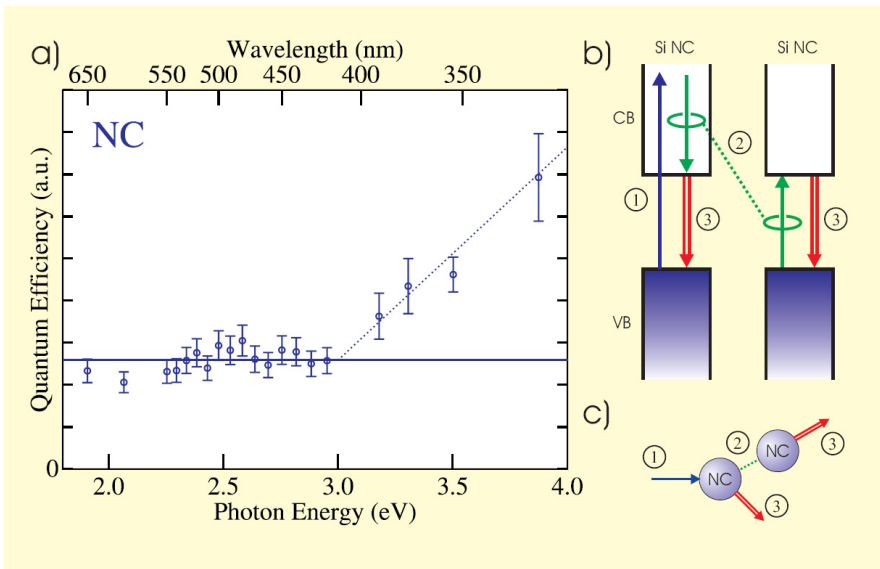 a)
Wavelength (nm)
650 550 500 450 400 350
NC
Quantum Efficiency (a.u.)
0
2.0 2.5 3.0 3.5 4.0
Photon Energy (eV)
b)
Si NC Si NC
CB
2
1
3 3
VB
c)
1 2 3
NC
NC
3